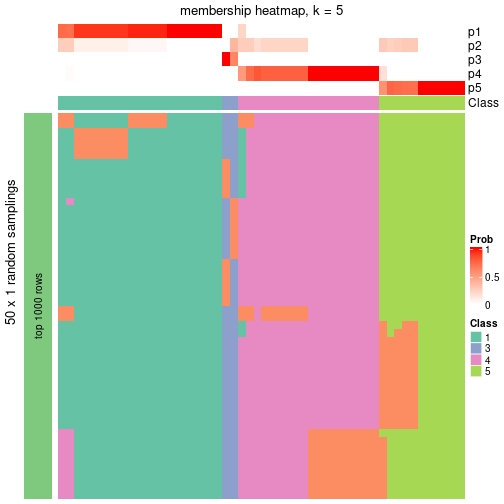 membership heatmap, k = 5
p1
p2
p3
p4
p5
Class
50 x 1 random samplings
top 1000 rows
Prob
1
0.5
0
Class
1
3
4
5